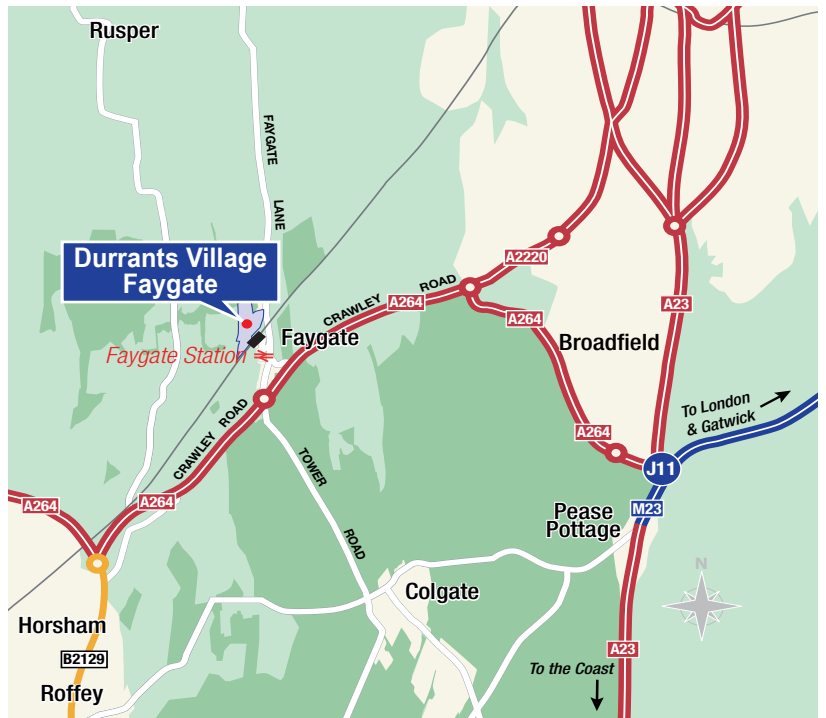 Rusper
FAYGATE
LANE
Durrants Village
Faygate
A2220
CRAWLEY ROAD
A264
A23
A264
Faygate
Broadfield
Faygate Station
To London
& Gatwick
CRAWLEY ROAD
A264
TOWER
ROAD
J11
A264
A264
M23
Pease
Pottage
N
Colgate
Horsham
B2129
A23
To the Coast
Roffey